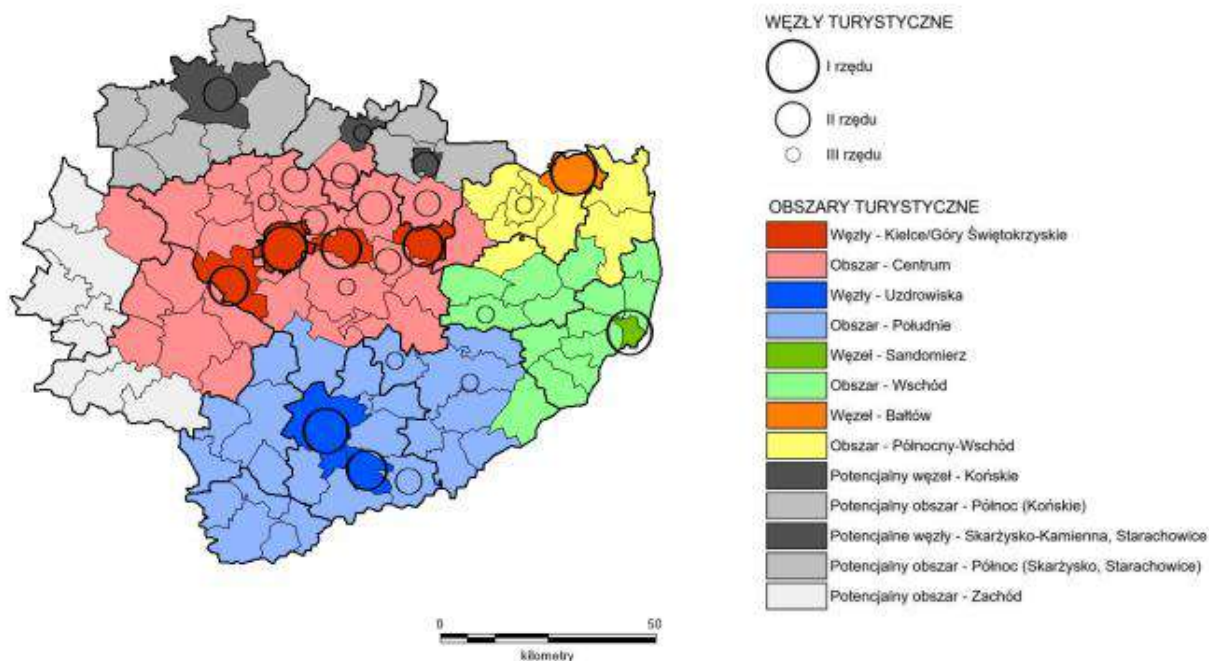 WĘZŁY TURYSTYCZNE
I rzędu
II rzędu
III rzędu
OBSZARY TURYSTYCZNE
Węzły - Kielce/Góry Świętokrzyskie
Obszar - Centrum
Węzły - Uzdrowiska
Obszar - Południe
Węzeł - Sandomierz
Obszar - Wschód
Węzeł - Bałtów
Obszar - Północny-Wschód
Potencjalny węzeł - Końskie
Potencjalny obszar - Północ (Końskie)
Potencjalne węzły - Skarżysko-Kamienna, Starachowice
Potencjalny obszar - Północ (Skarżysko, Starachowice)
Potencjalny obszar - Zachód
0 50
kilometry